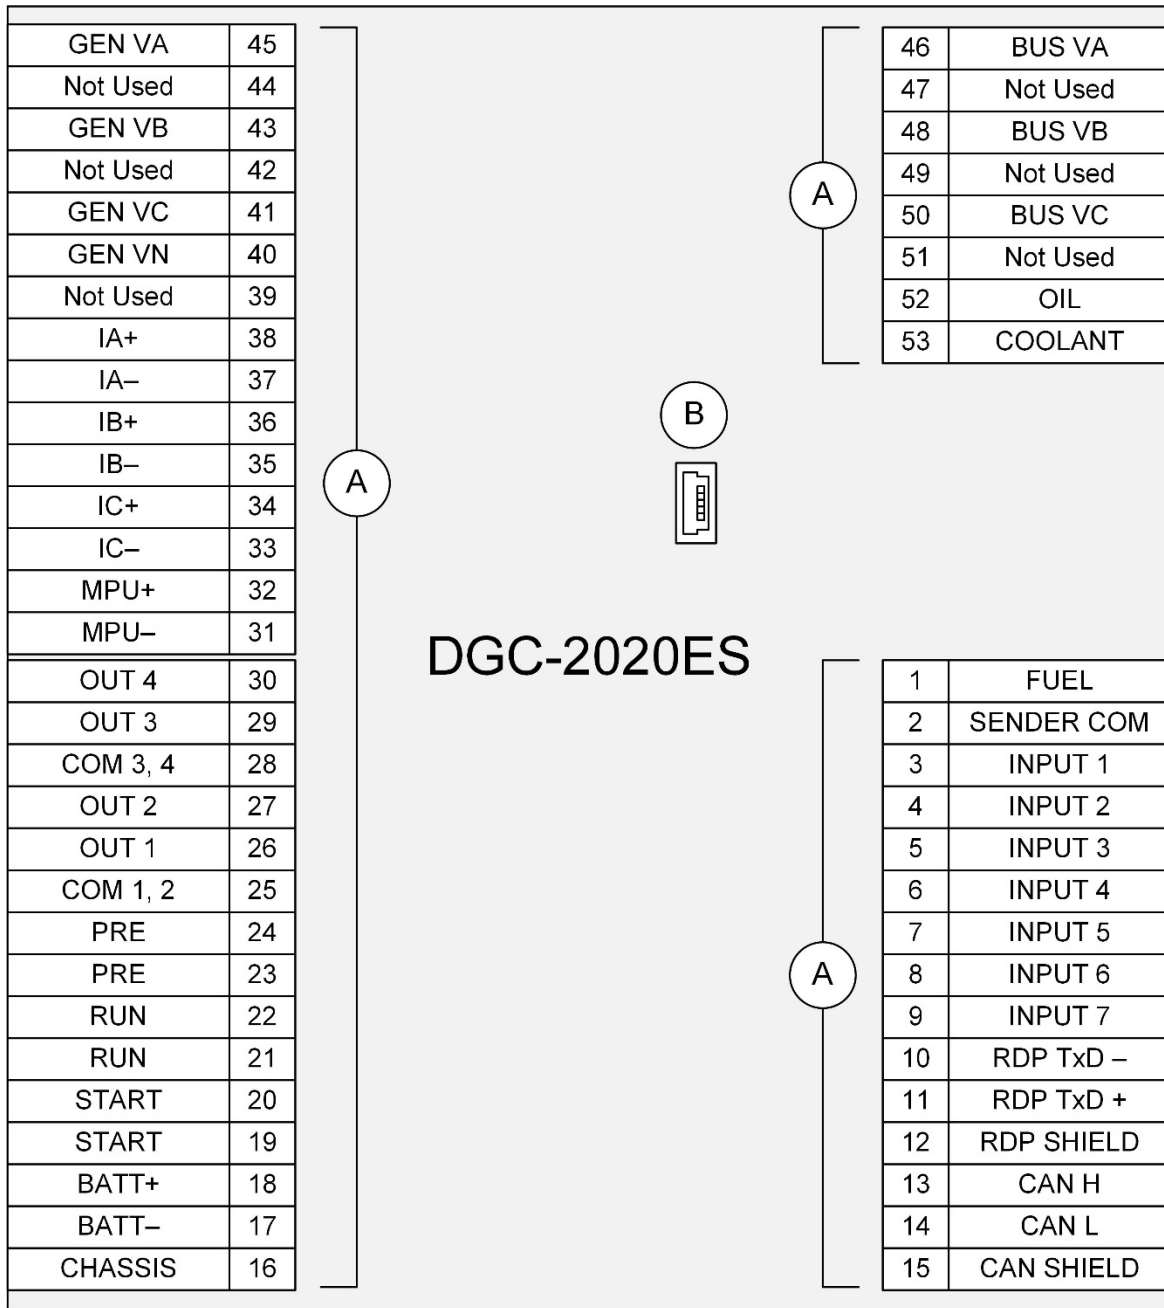 GEN VA 45
Not Used 44
GEN VB 43
Not Used 42
GEN VC 41
GEN VN 40
Not Used 39
IA+ 38
IA– 37
IB+ 36
IB– 35
IC+ 34
IC– 33
MPU+ 32
MPU– 31
OUT 4 30
OUT 3 29
COM 3, 4 28
OUT 2 27
OUT 1 26
COM 1, 2 25
PRE 24
PRE 23
RUN 22
RUN 21
START 20
START 19
BATT+ 18
BATT– 17
CHASSIS 16
A
B
DGC-2020ES
A
46 BUS VA
47 Not Used
48 BUS VB
49 Not Used
50 BUS VC
51 Not Used
52 OIL
53 COOLANT
A
1 FUEL
2 SENDER COM
3 INPUT 1
4 INPUT 2
5 INPUT 3
6 INPUT 4
7 INPUT 5
8 INPUT 6
9 INPUT 7
10 RDP TxD –
11 RDP TxD +
12 RDP SHIELD
13 CAN H
14 CAN L
15 CAN SHIELD